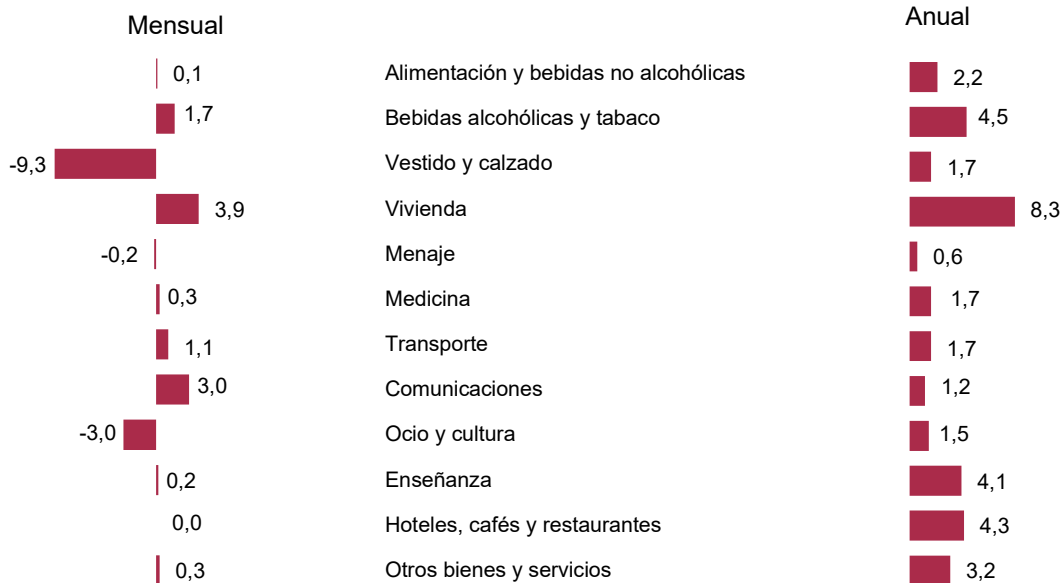 Mensual Anual
0,1 Alimentación y bebidas no alcohólicas 2,2
1,7 Bebidas alcohólicas y tabaco 4,5
-9,3 Vestido y calzado 1,7
3,9 Vivienda 8,3
-0,2 Menaje 0,6
0,3 Medicina 1,7
1,1 Transporte 1,7
3,0 Comunicaciones 1,2
-3,0 Ocio y cultura 1,5
0,2 Enseñanza 4,1
0,0 Hoteles, cafés y restaurantes 4,3
0,3 Otros bienes y servicios 3,2